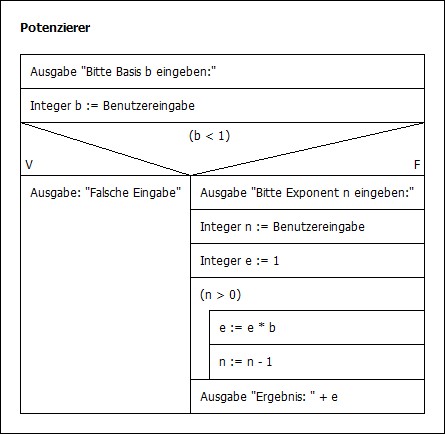 Potenzierer
Ausgabe "Bitte Basis b eingeben:"
Integer b := Benutzereingabe
(b < 1)
V
F
Ausgabe: "Falsche Eingabe"
Ausgabe "Bitte Exponent n eingeben:"
Integer n := Benutzereingabe
Integer e := 1
(n > 0)
e := e * b
n := n - 1
Ausgabe "Ergebnis: " + e